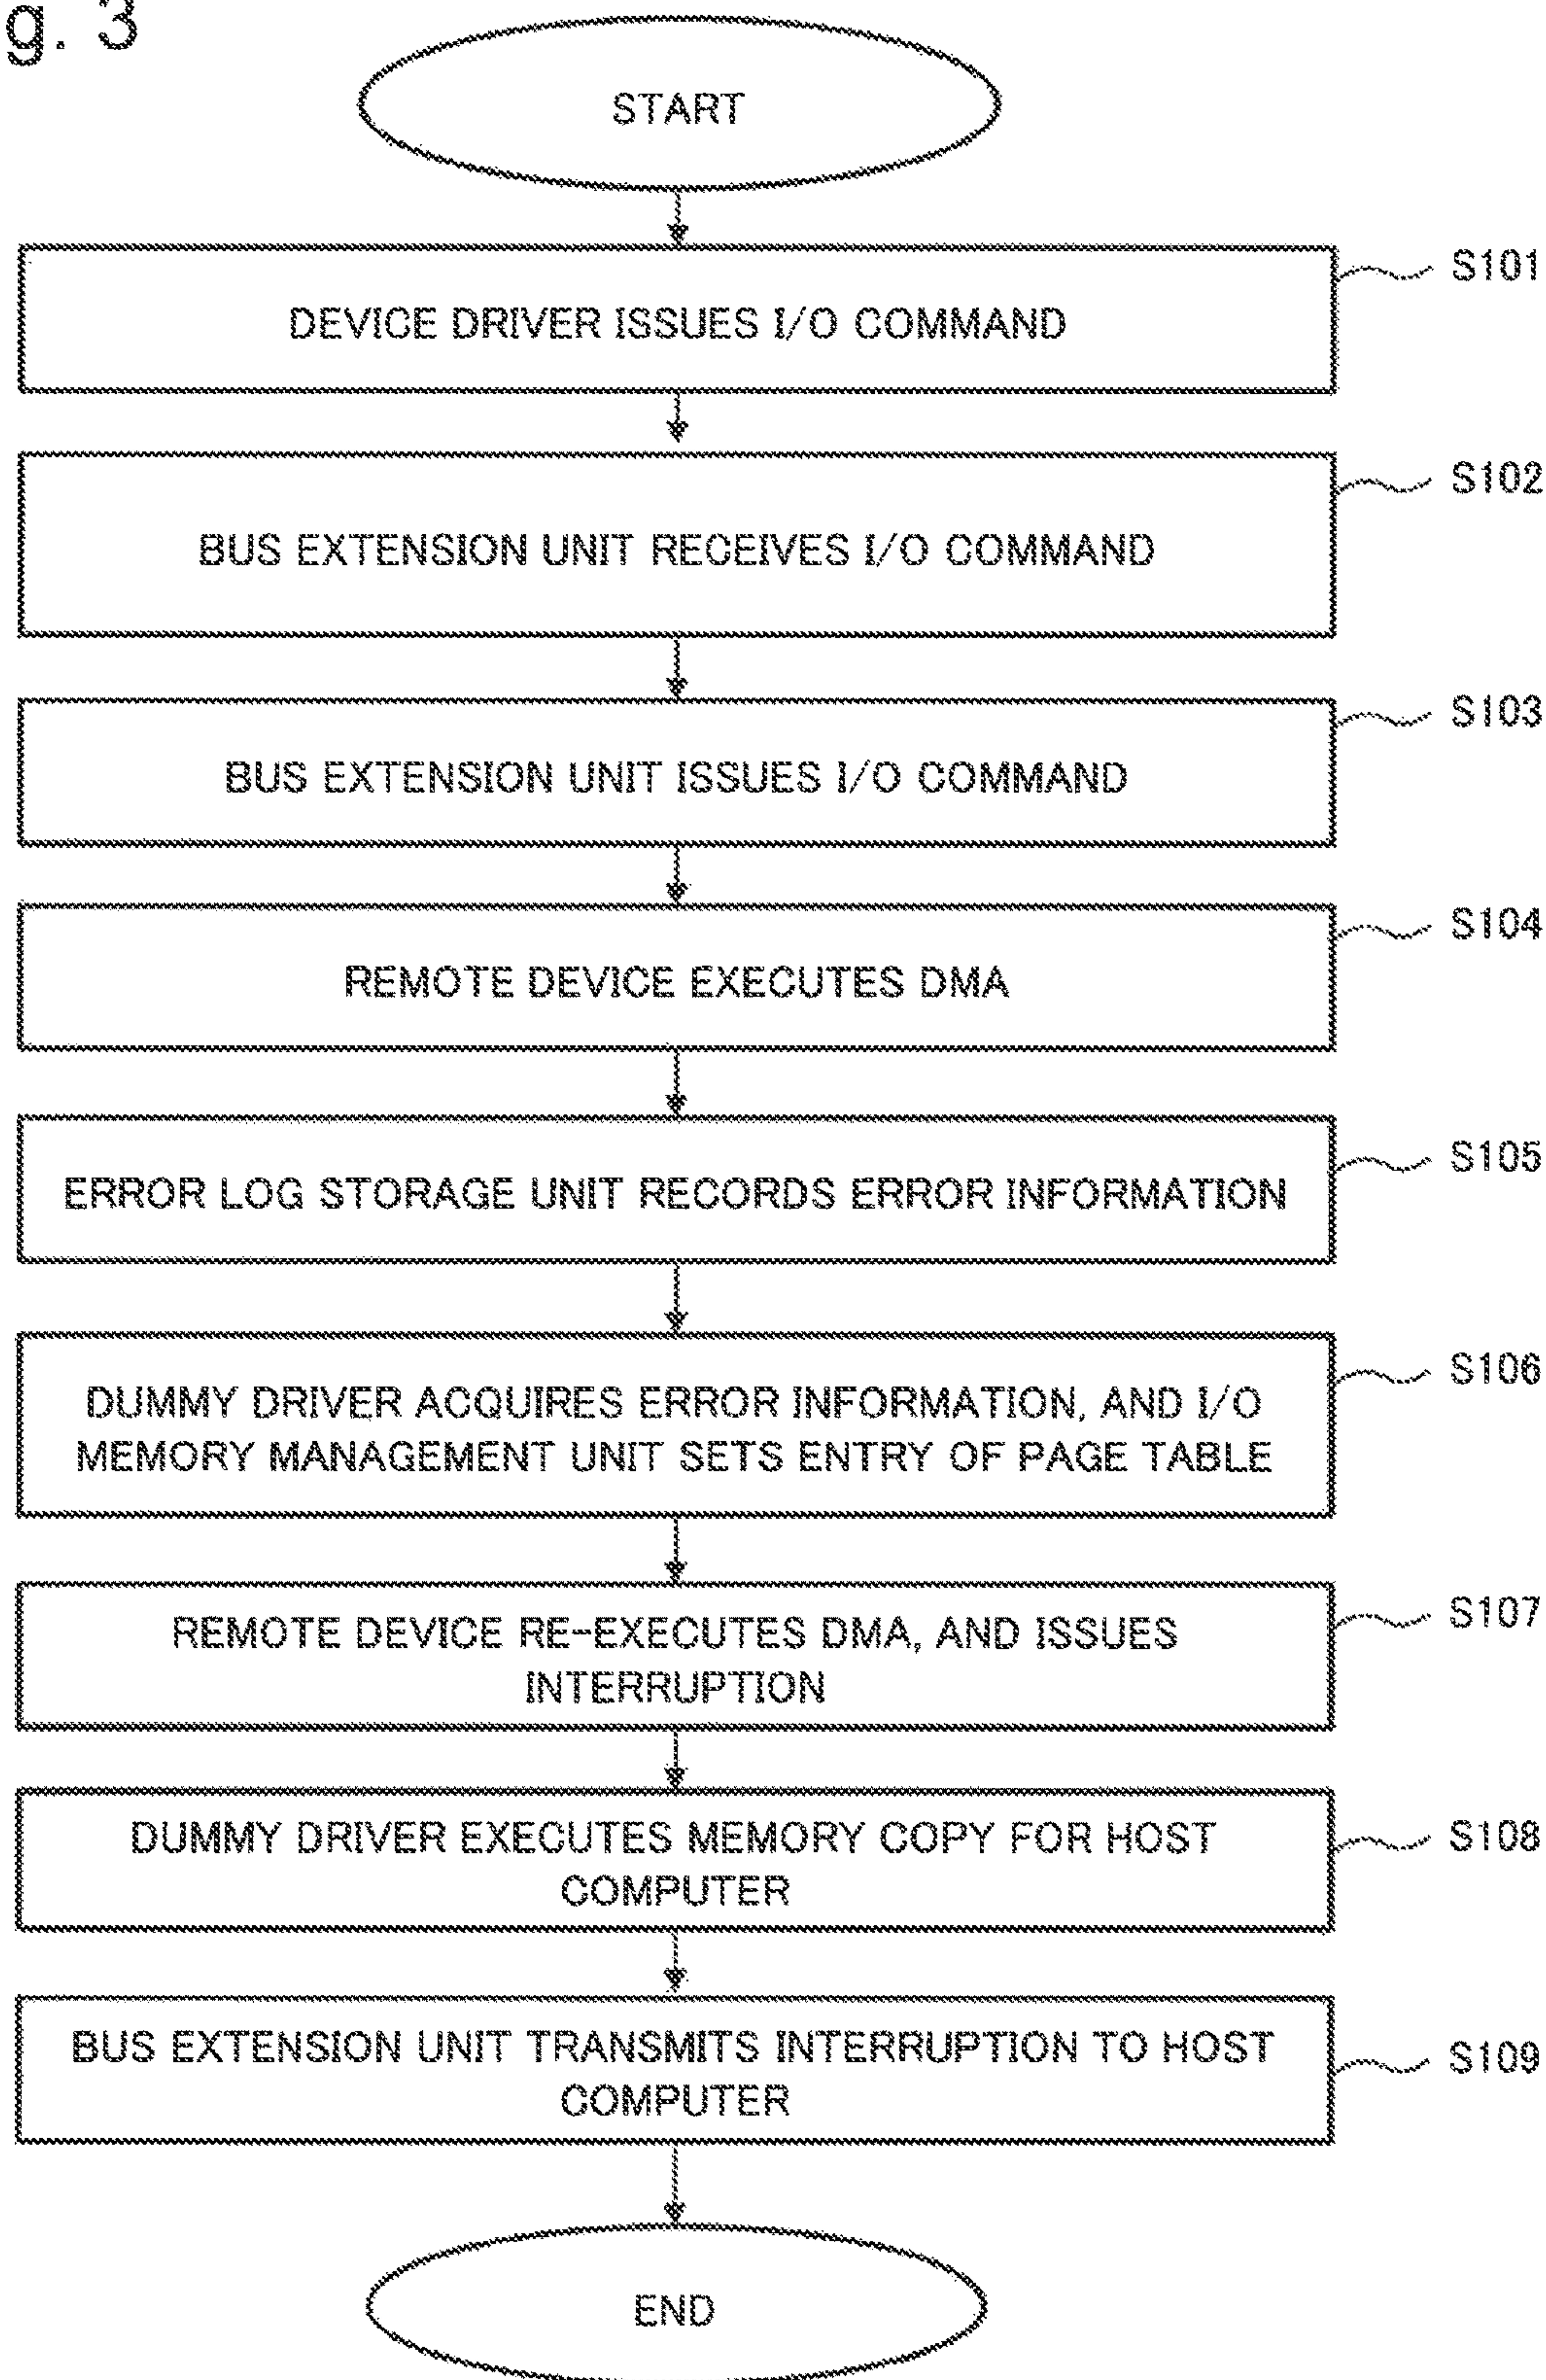 g. 3
START
DEVICE DRIVER ISSUES I/O COMMAND
S101
BUS EXTENSION UNIT RECEIVES I/O COMMAND
S102
BUS EXTENSION UNIT ISSUES I/O COMMAND
S103
REMOTE DEVICE EXECUTES DMA
S104
ERROR LOG STORAGE UNIT RECORDS ERROR INFORMATION
S105
DUMMY DRIVER ACQUIRES ERROR INFORMATION, AND I/O
MEMORY MANAGEMENT UNIT SETS ENTRY OF PAGE TABLE
S106
REMOTE DEVICE RE-EXECUTES DMA, AND ISSUES
INTERRUPTION
S107
DUMMY DRIVER EXECUTES MEMORY COPY FOR HOST
COMPUTER
S108
BUS EXTENSION UNIT TRANSMITS INTERRUPTION TO HOST
COMPUTER
S109
END